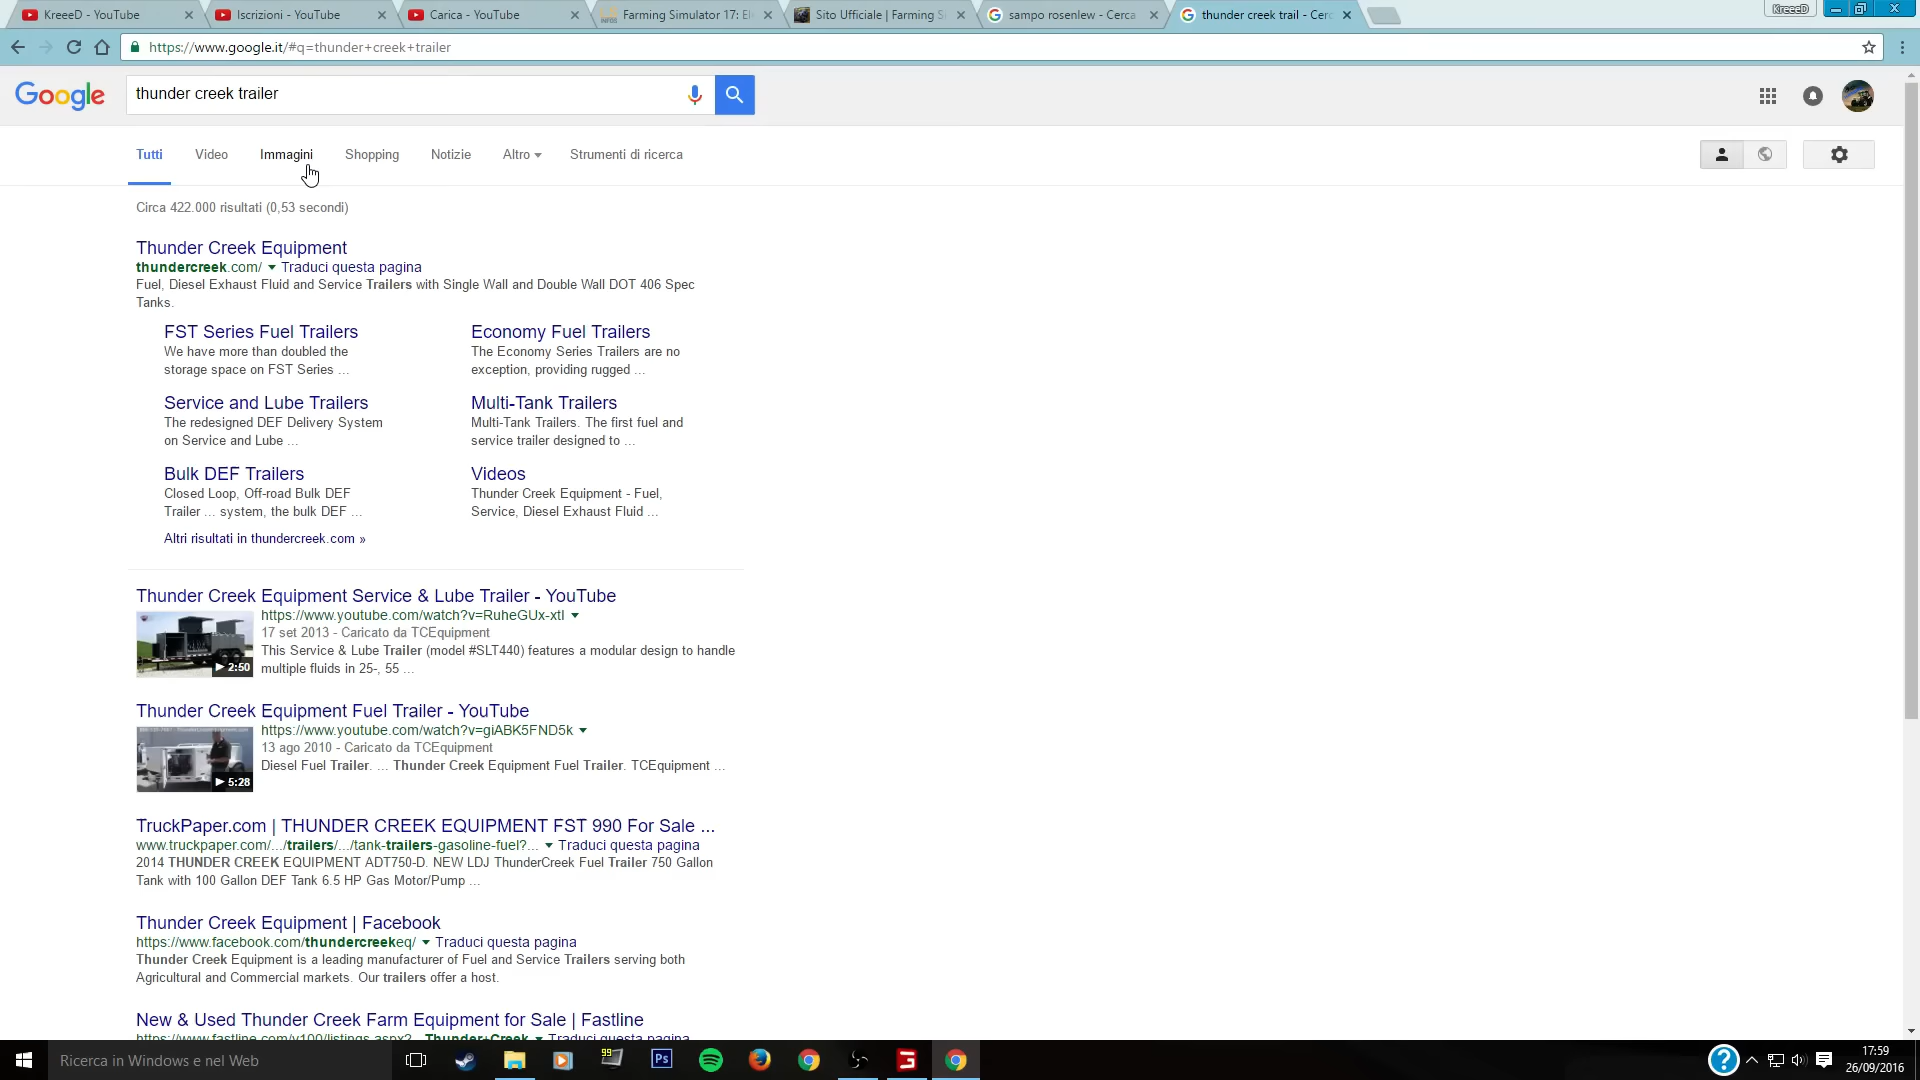 KreeeD - YouTube
Iscrizioni - YouTube
Carica - YouTube
Farming Simulator 17: El
Sito Ufficiale | Farming S
sampo rosenlew - Cerca
thunder creek trail - Cerc
KreeeD
https://www.google.it/#q=thunder+creek+trailer
Google
thunder creek trailer
Tutti
Video
Immagini
Shopping
Notizie
Altro
Strumenti di ricerca
Circa 422.000 risultati (0,53 secondi)
Thunder Creek Equipment
thundercreek.com/ Traduci questa pagina
Fuel, Diesel Exhaust Fluid and Service Trailers with Single Wall and Double Wall DOT 406 Spec
Tanks.
FST Series Fuel Trailers
We have more than doubled the
storage space on FST Series ...
Economy Fuel Trailers
The Economy Series Trailers are no
exception, providing rugged ...
Service and Lube Trailers
The redesigned DEF Delivery System
on Service and Lube ...
Multi-Tank Trailers
Multi-Tank Trailers. The first fuel and
service trailer designed to ...
Bulk DEF Trailers
Closed Loop, Off-road Bulk DEF
Trailer ... system, the bulk DEF ...
Videos
Thunder Creek Equipment - Fuel,
Service, Diesel Exhaust Fluid ...
Altri risultati in thundercreek.com »
Thunder Creek Equipment Service & Lube Trailer - YouTube
https://www.youtube.com/watch?v=RuheGUx-xtI
17 set 2013 - Caricato da TCEquipment
This Service & Lube Trailer (model #SLT440) features a modular design to handle
multiple fluids in 25-, 55 ...
2:50
Thunder Creek Equipment Fuel Trailer - YouTube
https://www.youtube.com/watch?v=giABK5FND5k
13 ago 2010 - Caricato da TCEquipment
Diesel Fuel Trailer. ... Thunder Creek Equipment Fuel Trailer. TCEquipment ...
5:28
TruckPaper.com | THUNDER CREEK EQUIPMENT FST 990 For Sale ...
www.truckpaper.com/.../trailers/.../tank-trailers-gasoline-fuel?... Traduci questa pagina
2014 THUNDER CREEK EQUIPMENT ADT750-D. NEW LDJ ThunderCreek Fuel Trailer 750 Gallon
Tank with 100 Gallon DEF Tank 6.5 HP Gas Motor/Pump ...
Thunder Creek Equipment | Facebook
https://www.facebook.com/thundercreekeq/ Traduci questa pagina
Thunder Creek Equipment is a leading manufacturer of Fuel and Service Trailers serving both
Agricultural and Commercial markets. Our trailers offer a host.
New & Used Thunder Creek Farm Equipment for Sale | Fastline
https://www.fastline.com/v100/listings.aspx?...Thunder+Creek Traduci questa pagina
Ricerca in Windows e nel Web
99
Ps
17:59
26/09/2016